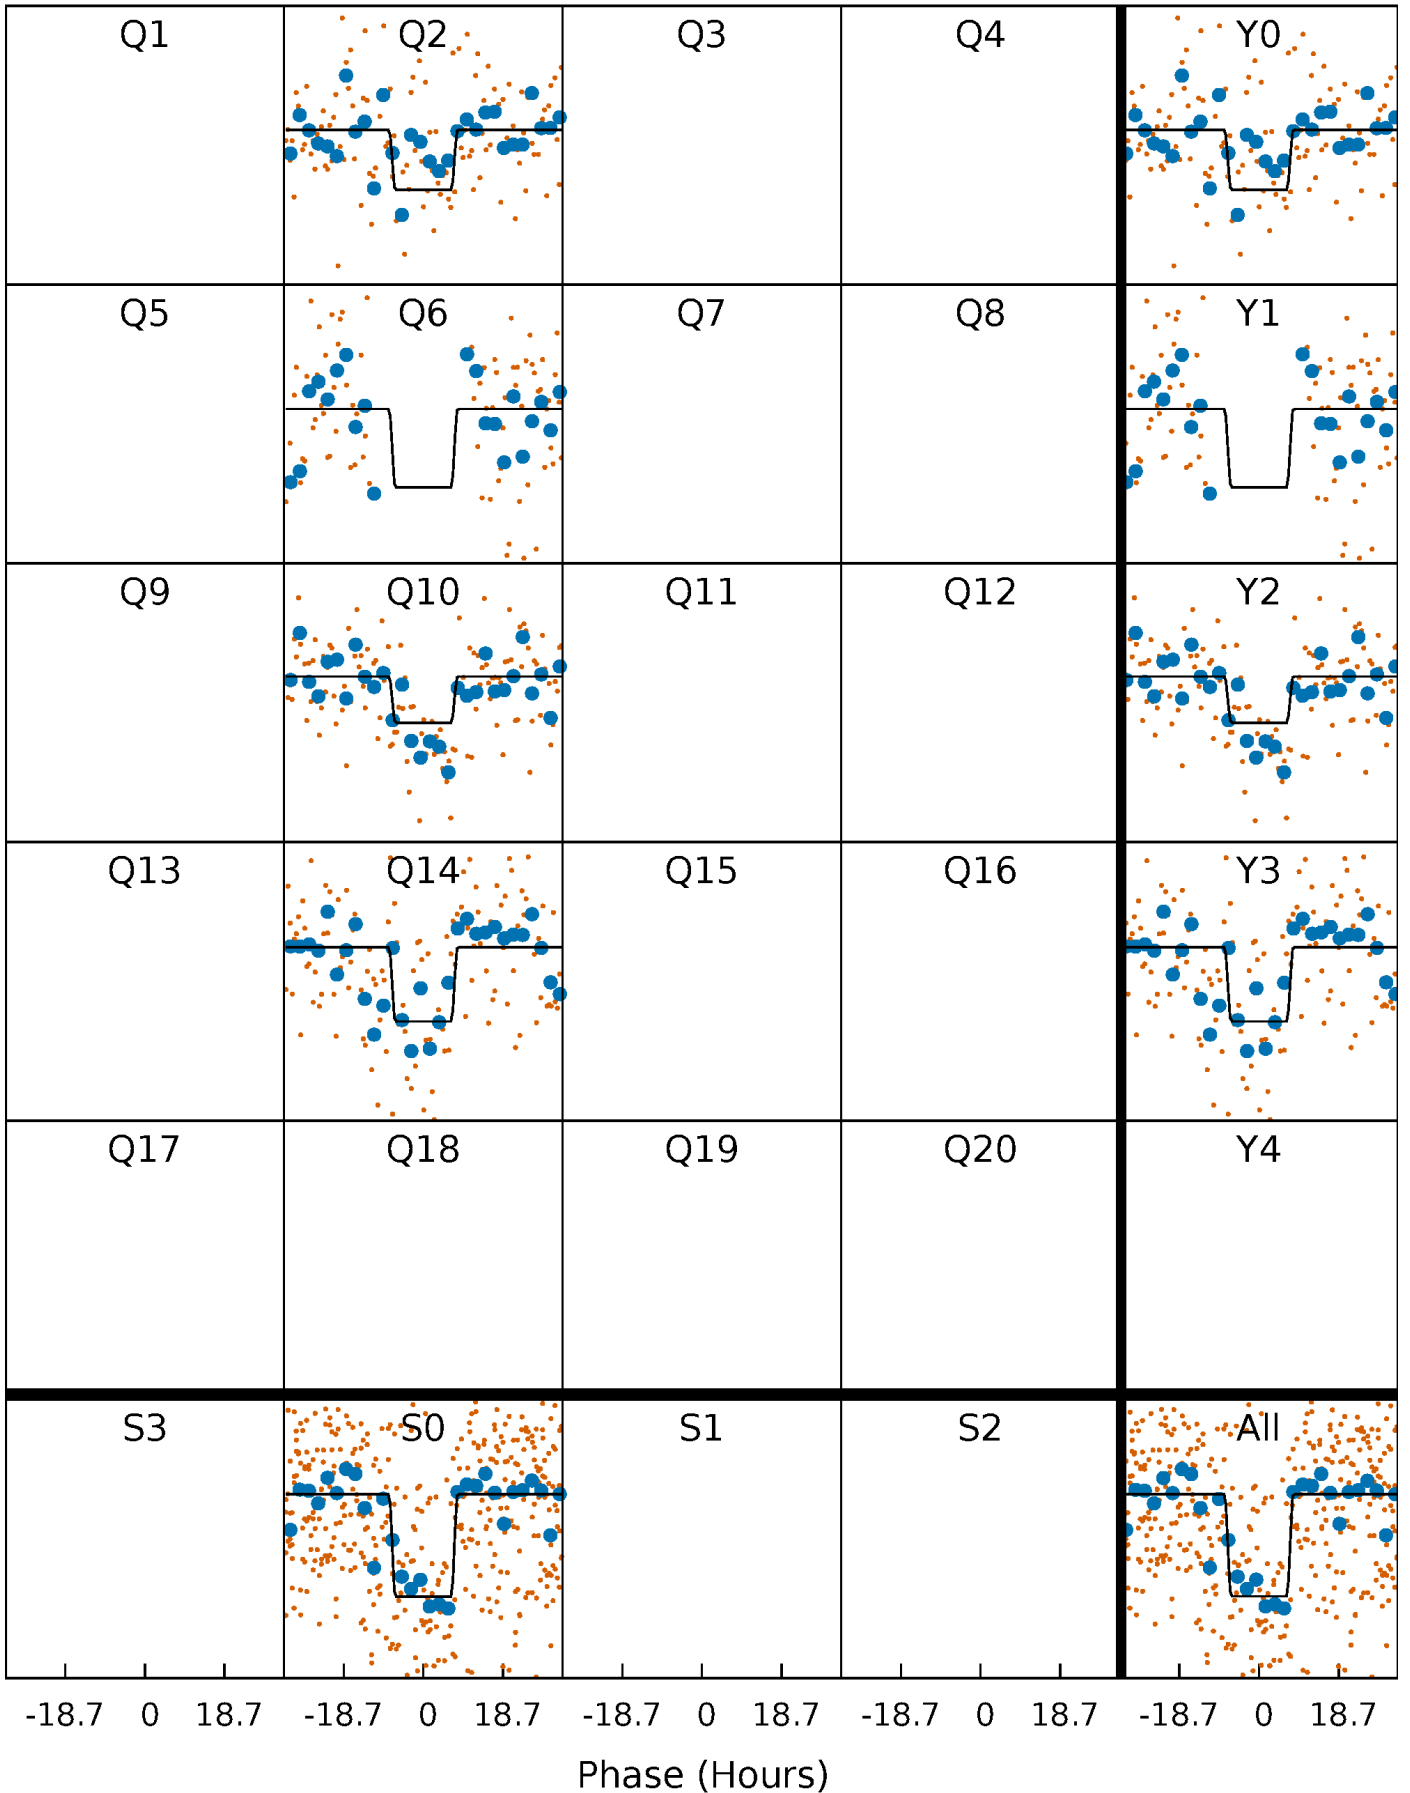 Q1 Q2 Q3 Q4 Y0
Q5 Q6 Q7 Q8 Y1
Q9 Q10 Q11 Q12 Y2
Q13 Q14 Q15 Q16 Y3
Q17 Q18 Q19 Q20 Y4
S3 S0 S1 S2 All
-18.7 0 18.7 -18.7 0 18.7 -18.7 0 18.7 -18.7 0 18.7 -18.7 0 18.7
Phase (Hours)